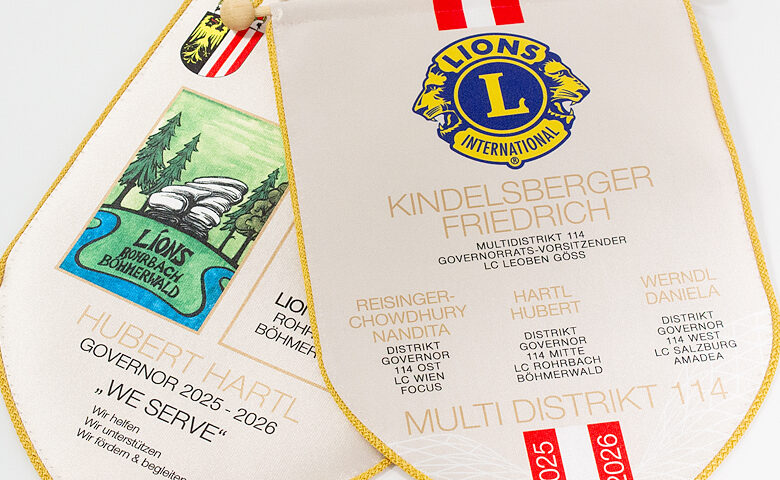 LIONS
L
INTERNATIONAL
®
KINDELSBERGER
FRIEDRICH
MULTIDISTRIKT 114
GOVERNORRATS-VORSITZENDER
LC LEOBEN GÖSS
REISINGER-
CHOWDHURY
NANDITA
DISTRIKT
GOVERNOR
114 OST
LC WIEN
FOCUS
HARTL
HUBERT
DISTRIKT
GOVERNOR
114 MITTE
LC ROHRBACH
BÖHMERWALD
WERNDL
DANIELA
DISTRIKT
GOVERNOR
114 WEST
LC SALZBURG
AMADEA
MULTI DISTRIKT 114
2026
LIONS
ROHRBACH
BÖHMERWALD
HUBERT HARTL
GOVERNOR 2025 - 2026
„WE SERVE“
Wir helfen
Wir unterstützen
Wir fördern & begleiten